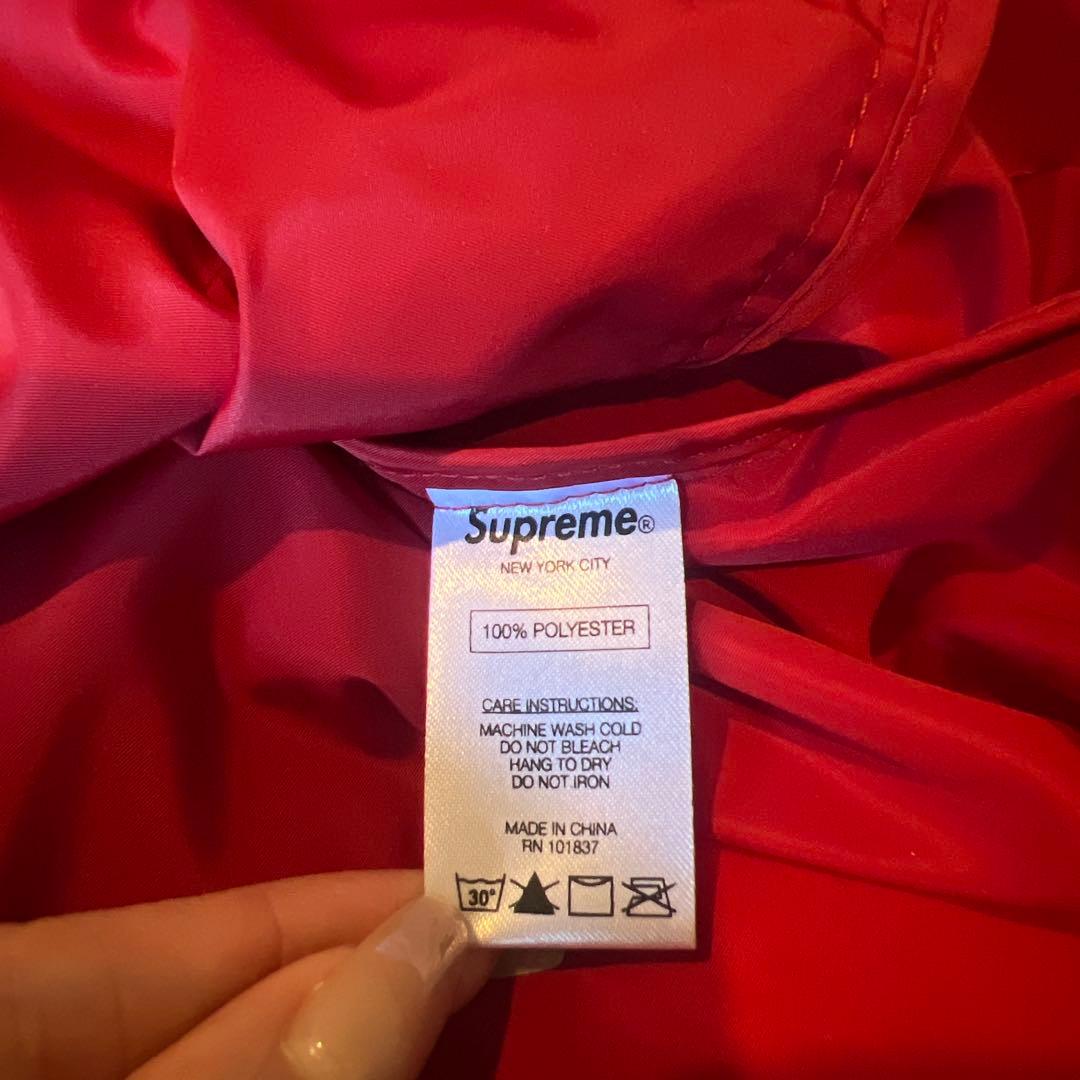 Supreme®
NEW YORK CITY
100% POLYESTER
CARE INSTRUCTIONS:
MACHINE WASH COLD
DO NOT BLEACH
HANG TO DRY
DO NOT IRON
MADE IN CHINA
RN 101837
30°